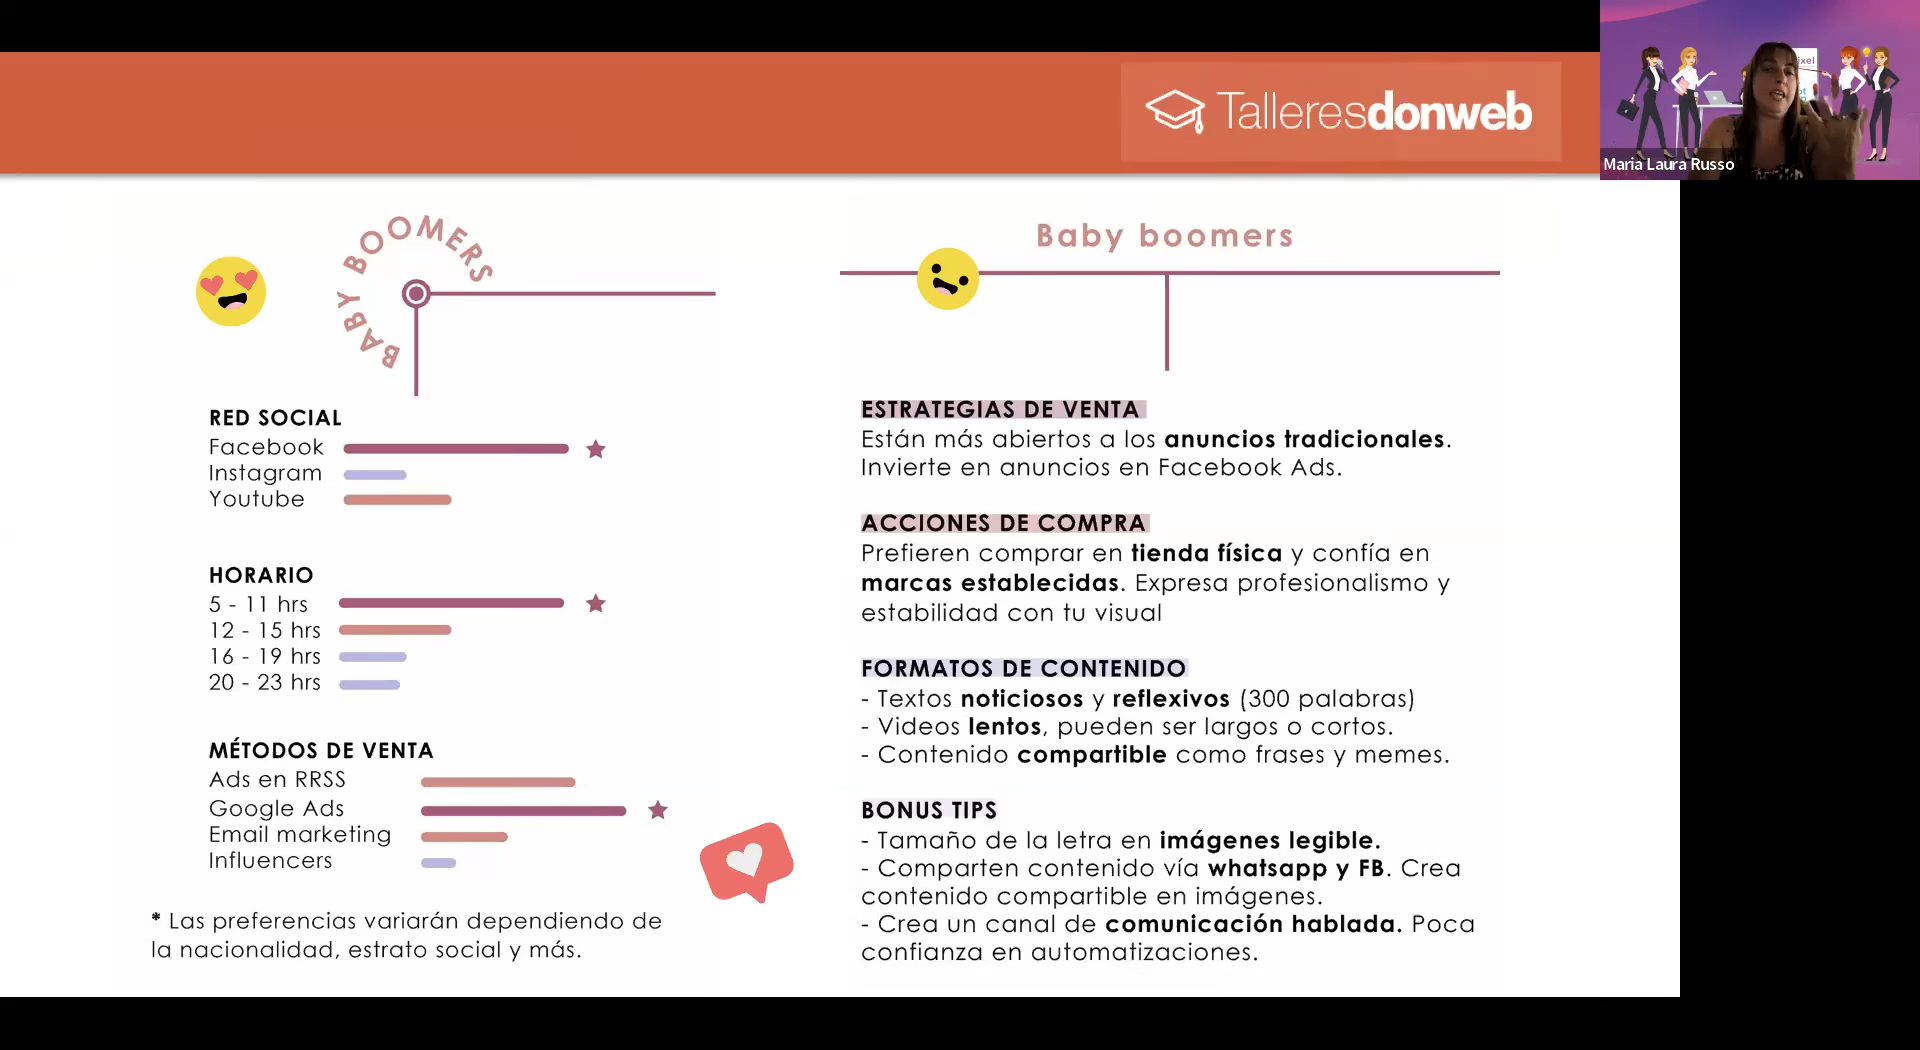 Talleresdonweb
Maria Laura Russo
BABY BOOMERS
RED SOCIAL
Facebook
Instagram
Youtube
HORARIO
5 - 11 hrs
12 - 15 hrs
16 - 19 hrs
20 - 23 hrs
MÉTODOS DE VENTA
Ads en RRSS
Google Ads
Email marketing
Influencers
* Las preferencias variarán dependiendo de
la nacionalidad, estrato social y más.
Baby boomers
ESTRATEGIAS DE VENTA
Están más abiertos a los anuncios tradicionales.
Invierte en anuncios en Facebook Ads.
ACCIONES DE COMPRA
Prefieren comprar en tienda física y confía en
marcas establecidas. Expresa profesionalismo y
estabilidad con tu visual
FORMATOS DE CONTENIDO
- Textos noticiosos y reflexivos (300 palabras)
- Videos lentos, pueden ser largos o cortos.
- Contenido compartible como frases y memes.
BONUS TIPS
- Tamaño de la letra en imágenes legible.
- Comparten contenido vía whatsapp y FB. Crea
contenido compartible en imágenes.
- Crea un canal de comunicación hablada. Poca
confianza en automatizaciones.